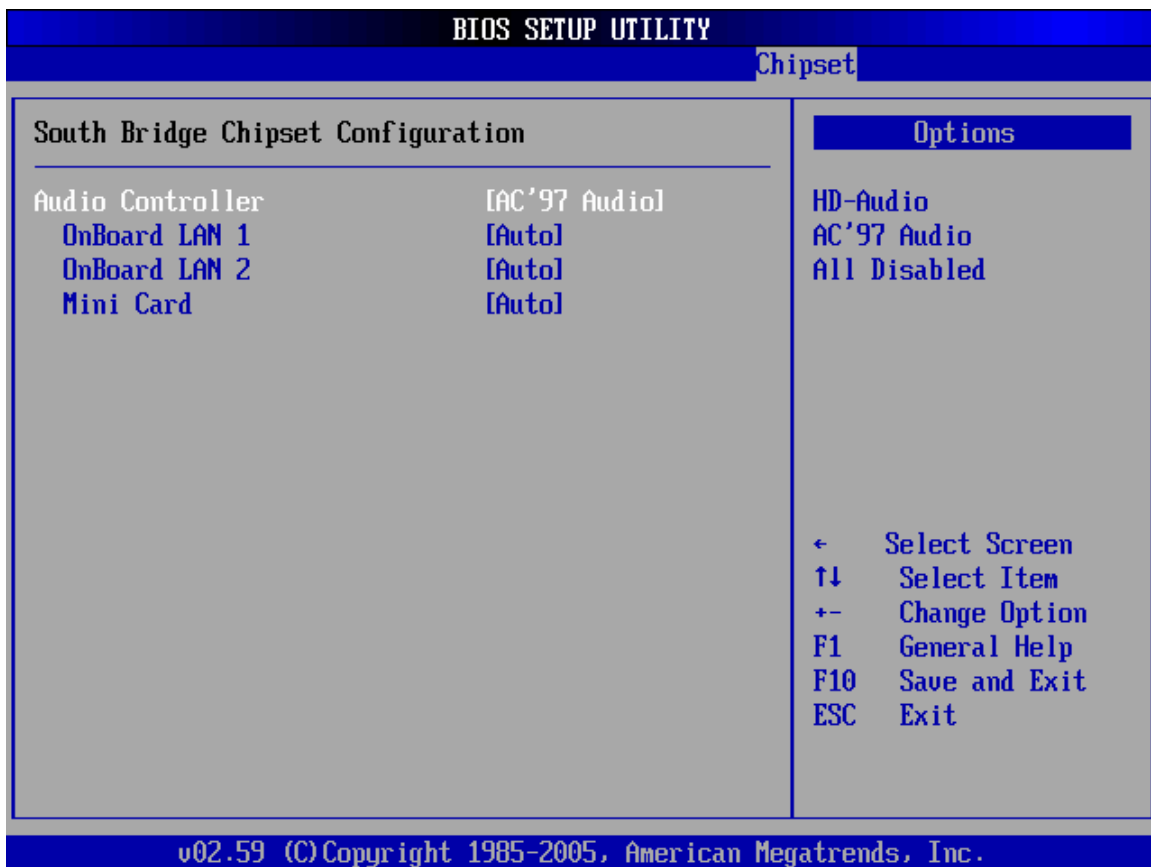 BIOS SETUP UTILITY
Chipset
South Bridge Chipset Configuration
Audio Controller [AC'97 Audio]
OnBoard LAN 1 [Auto]
OnBoard LAN 2 [Auto]
Mini Card [Auto]
Options
HD-Audio
AC'97 Audio
All Disabled
← Select Screen
↑↓ Select Item
+- Change Option
F1 General Help
F10 Save and Exit
ESC Exit
v02.59 (C)Copyright 1985-2005, American Megatrends, Inc.